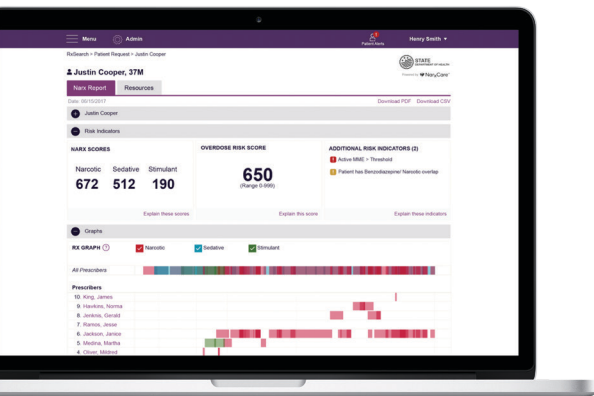 Menu Admin Patient Alerts Henry Smith
RxSearch > Patient Request > Justin Cooper
STATE
DEPARTMENT OF HEALTH
Justin Cooper, 37M
Powered by NarxCare
Narx Report Resources
Date: 06/15/2017 Download PDF Download CSV
Justin Cooper
Risk Indicators
NARX SCORES OVERDOSE RISK SCORE ADDITIONAL RISK INDICATORS (2)
Narcotic Sedative Stimulant
672 512 190
650
(Range 0-999)
Active MME > Threshold
Patient has Benzodiazepine/ Narcotic overlap
Explain these scores Explain this score Explain these indicators
Graphs
RX GRAPH ? Narcotic Sedative Stimulant
All Prescribers
Prescribers
10. King, James
9. Hawkins, Norma
8. Jenkins, Gerald
7. Ramos, Jesse
6. Jackson, Janice
5. Medina, Martha
4. Oliver, Mildred